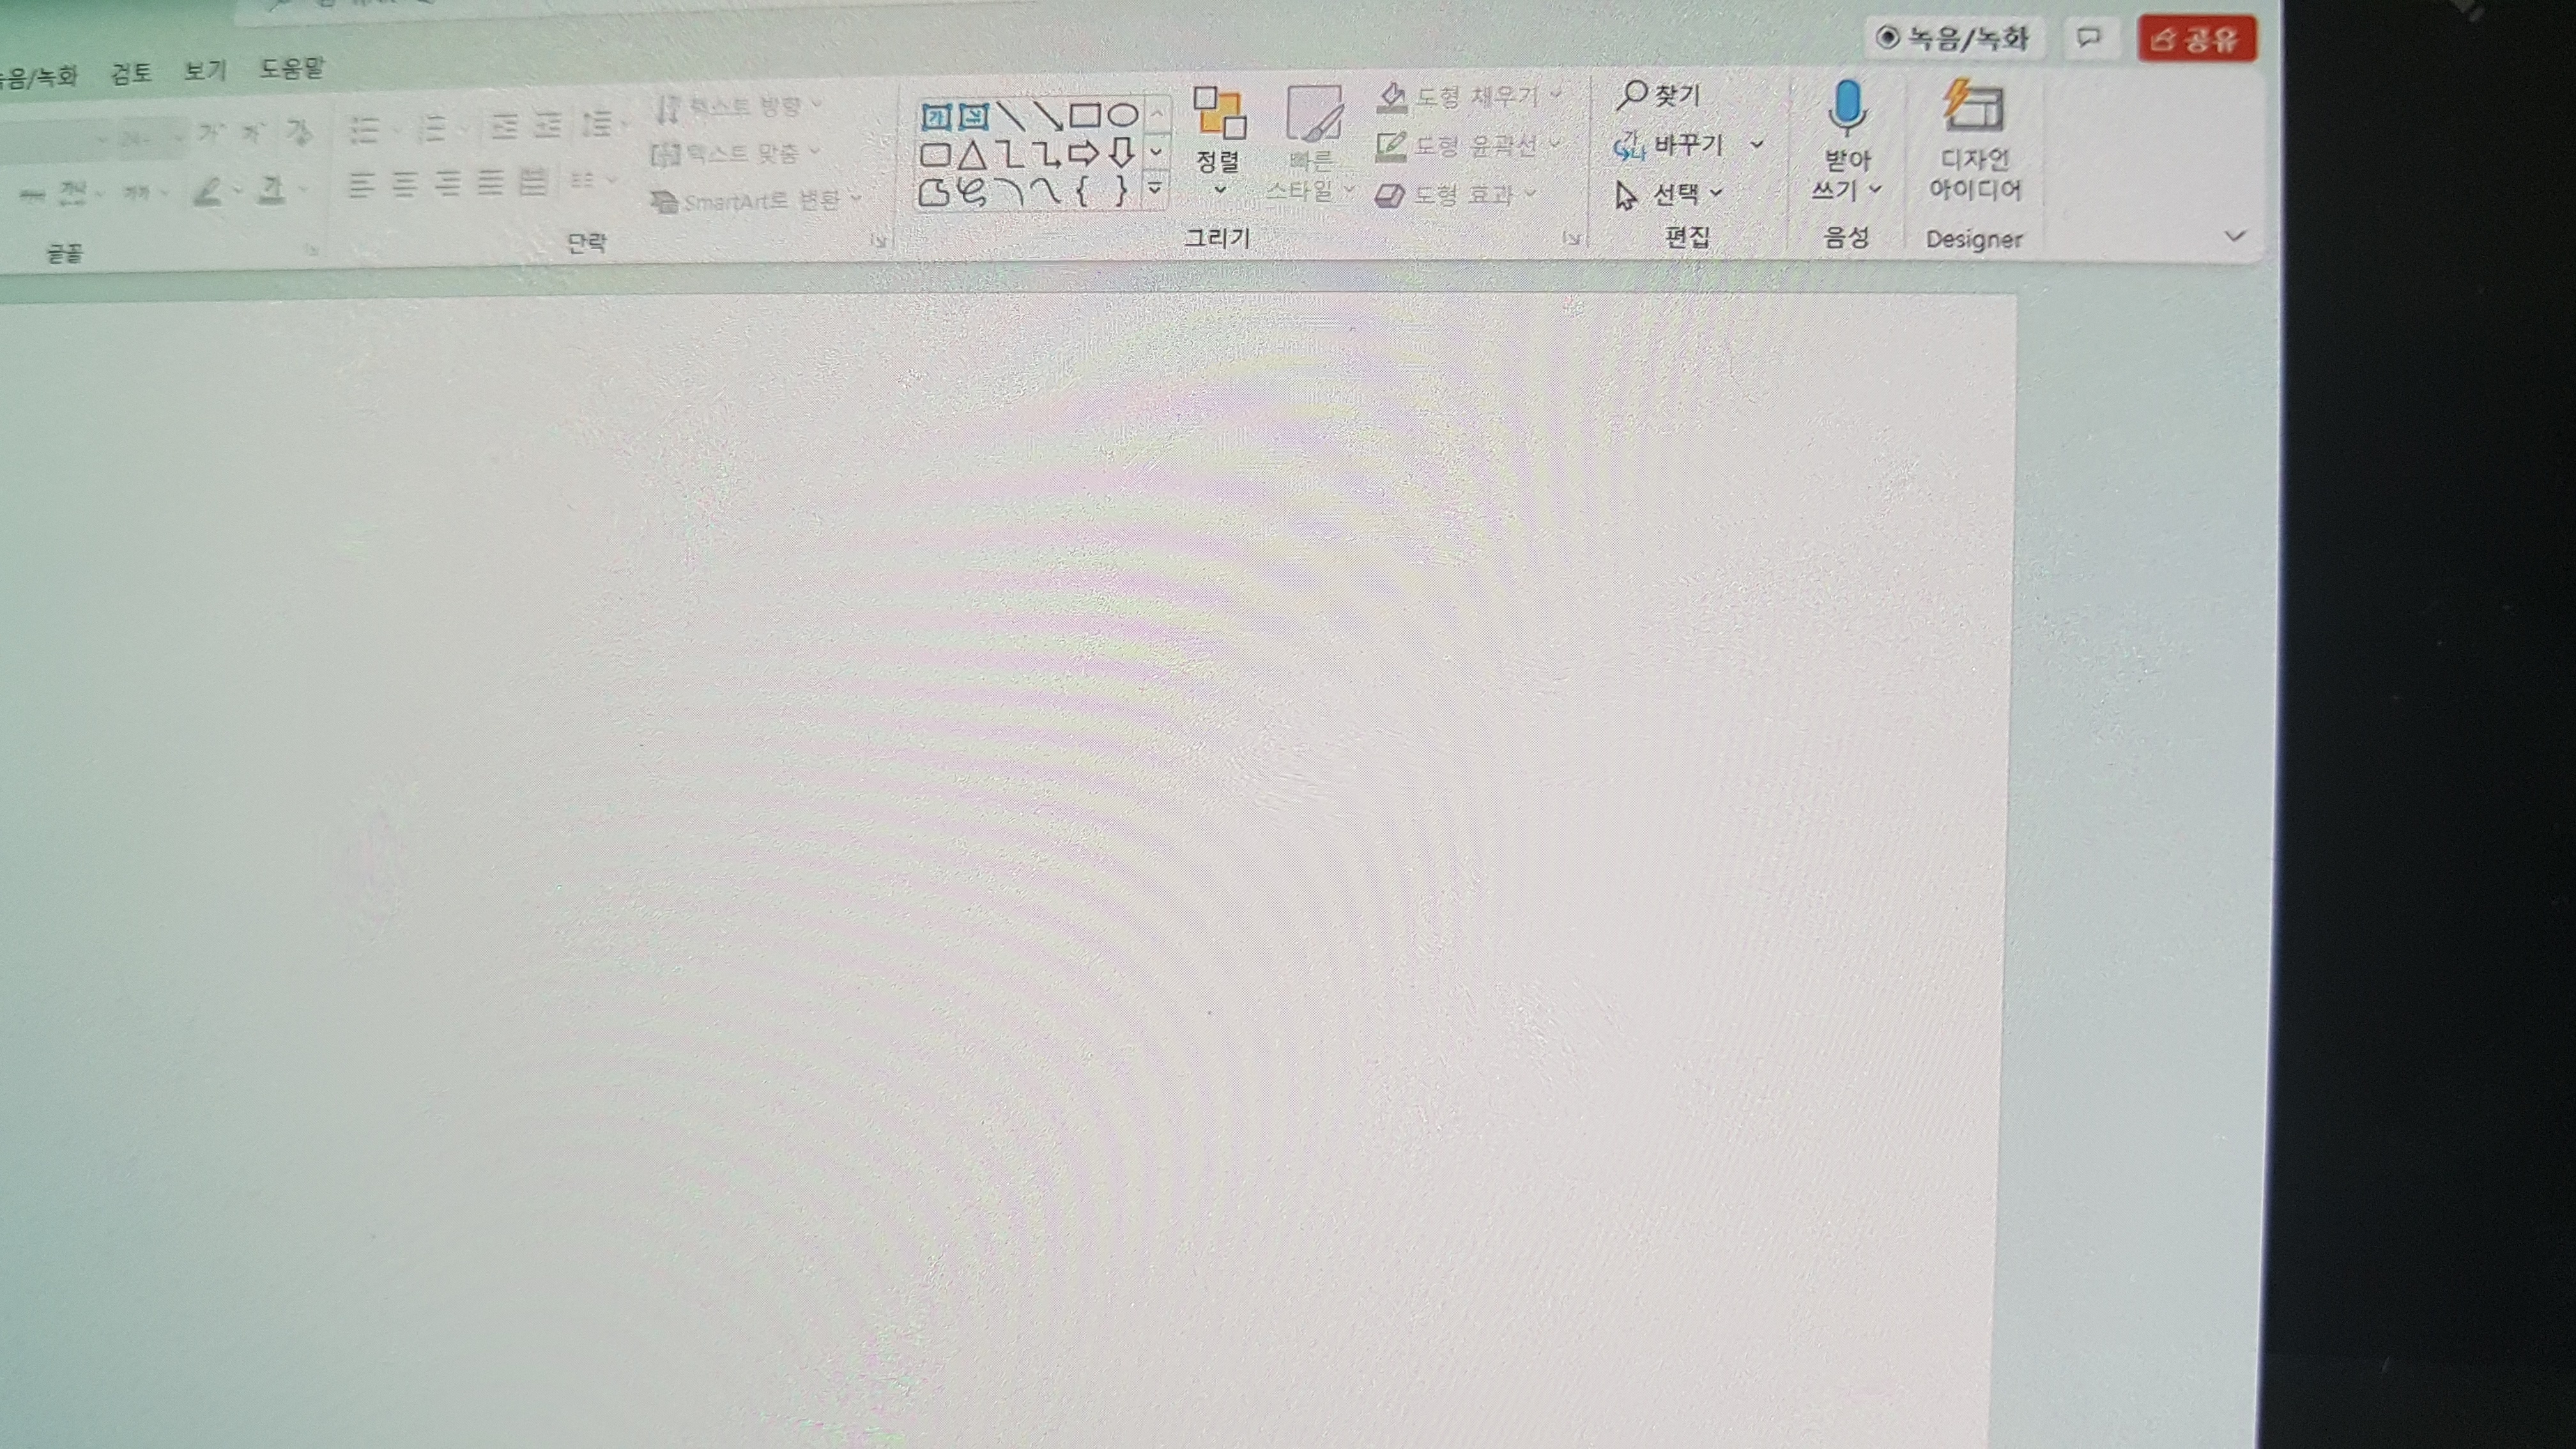 녹음/녹화
공유
녹음/녹화 검토 보기 도움말
텍스트 방향
텍스트 맞춤
SmartArt로 변환
정렬
빠른
스타일
도형 채우기
도형 윤곽선
도형 효과
찾기
바꾸기
선택
받아
쓰기
디자인
아이디어
글꼴
단락
그리기
편집
음성
Designer